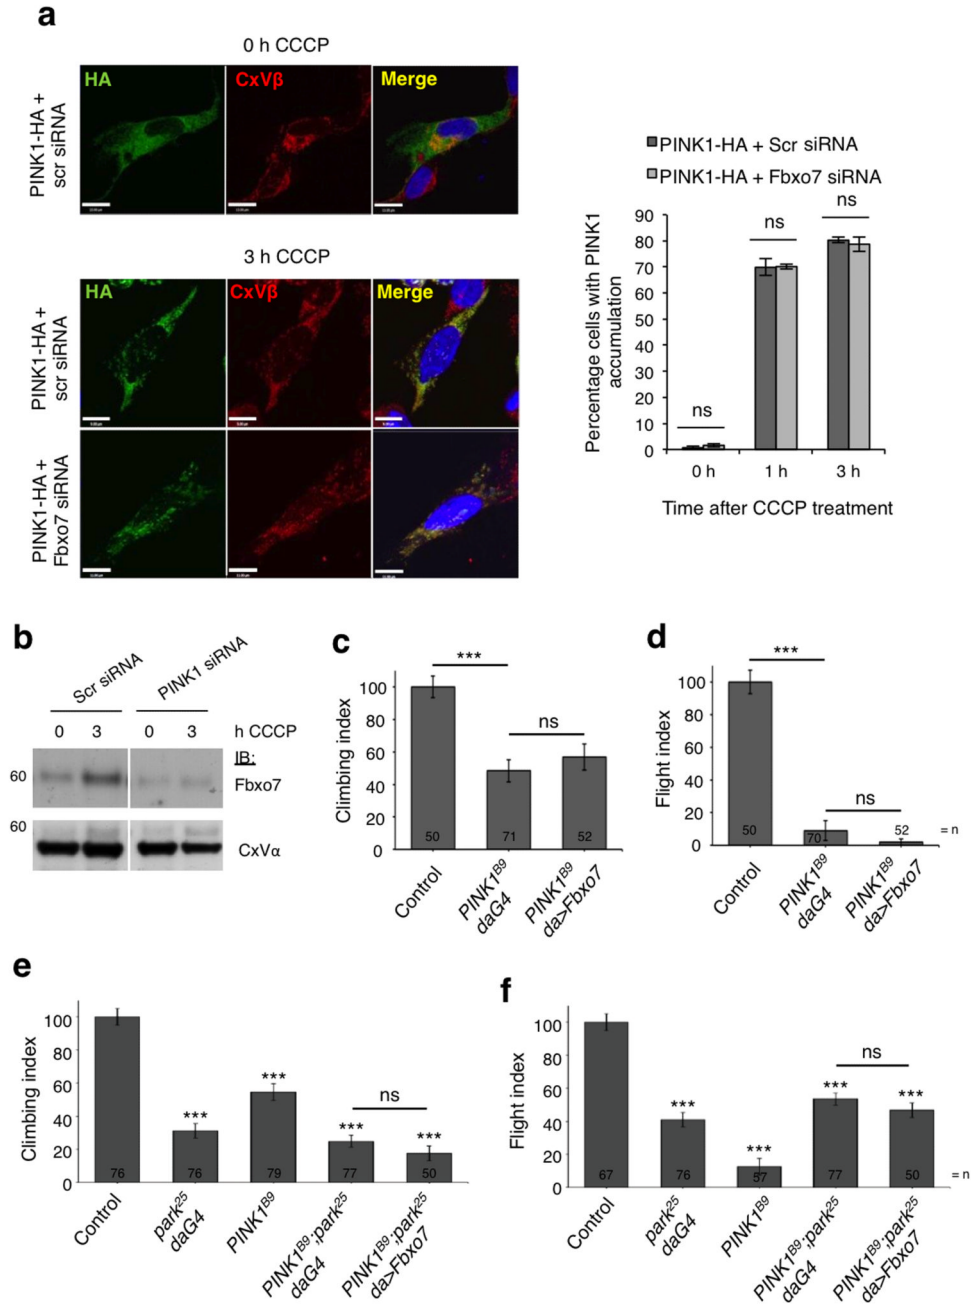 a
0 h CCCP
HA
CxVβ
Merge
PINK1-HA +
scr siRNA
3 h CCCP
HA
CxVβ
Merge
PINK1-HA +
scr siRNA
PINK1-HA +
Fbxo7 siRNA
PINK1-HA + Scr siRNA
PINK1-HA + Fbxo7 siRNA
Percentage cells with PINK1
accumulation
90
80
70
60
50
40
30
20
10
0
ns
ns
ns
0 h
1 h
3 h
Time after CCCP treatment
b
Scr siRNA
PINK1 siRNA
0 3 0 3 h CCCP
IB:
60
Fbxo7
60
CxVα
c
Climbing index
100
80
60
40
20
0
***
ns
50
71
52
Control
PINK1B9
daG4
PINK1B9
da>Fbxo7
d
Flight index
100
80
60
40
20
0
***
ns
50
70
52
= n
Control
PINK1B9
daG4
PINK1B9
da>Fbxo7
e
Climbing index
100
80
60
40
20
0
***
***
***
***
ns
76
76
79
77
50
Control
park25
daG4
PINK1B9
PINK1B9;park25
daG4
PINK1B9;park25
da>Fbxo7
f
Flight index
100
80
60
40
20
0
***
***
***
***
ns
67
76
57
77
50
= n
Control
park25
daG4
PINK1B9
PINK1B9;park25
daG4
PINK1B9;park25
da>Fbxo7